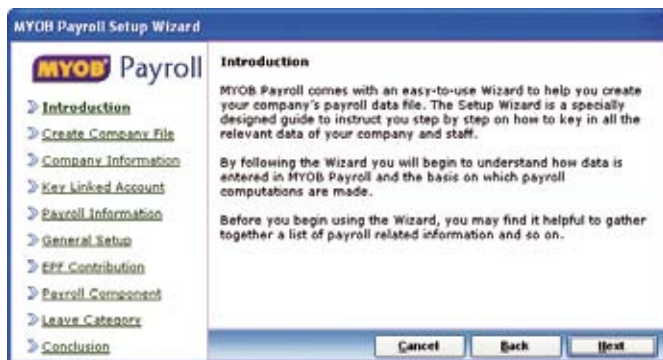 MYOB Payroll Setup Wizard
MYOB Payroll
Introduction
Create Company File
Company Information
Key Linked Account
Payroll Information
General Setup
EPF Contribution
Payroll Component
Leave Category
Conclusion
Introduction
MYOB Payroll comes with an easy-to-use Wizard to help you create
your company's payroll data file. The Setup Wizard is a specially
designed guide to instruct you step by step on how to key in all the
relevant data of your company and staff.
By following the Wizard you will begin to understand how data is
entered in MYOB Payroll and the basis on which payroll
computations are made.
Before you begin using the Wizard, you may find it helpful to gather
together a list of payroll related information and so on.
Cancel
Back
Next